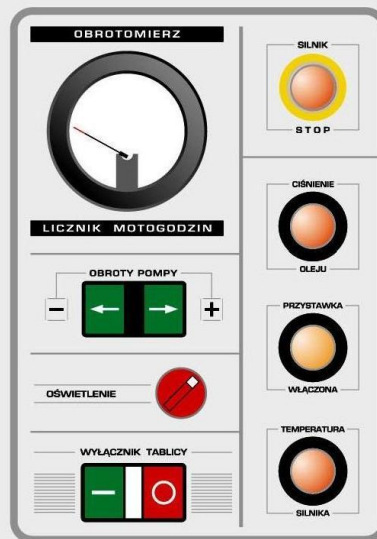 OBROTOMIERZ
LICZNIK MOTOGODZIN
OBROTY POMPY
− ← → +
OŚWIETLENIE
WYŁĄCZNIK TABLICY
SILNIK
STOP
CIŚNIENIE
OLEJU
PRZYSTAWKA
WŁĄCZONA
TEMPERATURA
SILNIKA